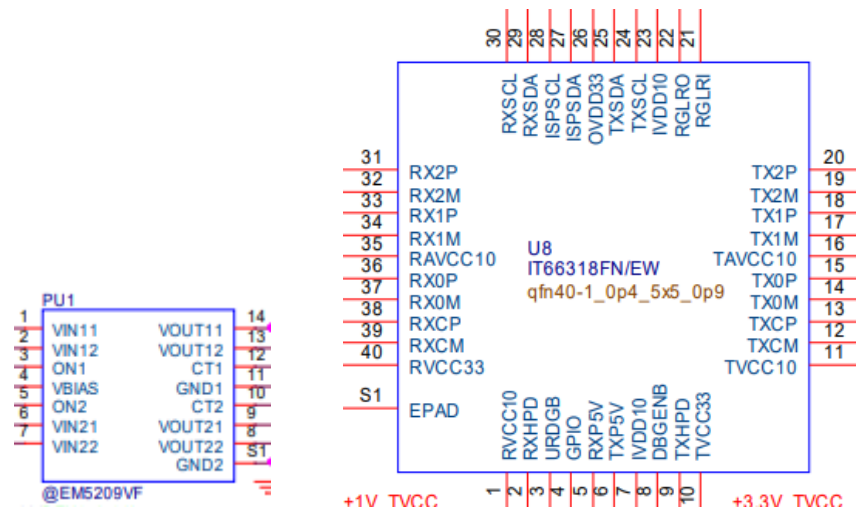 PU1
1 VIN11 VOUT11 14
2 VIN12 VOUT12 13
3 ON1 CT1 12
4 VBIAS GND1 11
5 ON2 CT2 10
6 VIN21 VOUT21 9
7 VIN22 VOUT22 8
GND2 S1
@EM5209VF
30 29 28 27 26 25 24 23 22 21
RXSCL RXSDA ISPSCL ISPSDA OVDD33 TXSDA TXSCL IVDD10 RGLRO RGLRI
31 RX2P TX2P 20
32 RX2M TX2M 19
33 RX1P TX1P 18
34 RX1M TX1M 17
35 RAVCC10 TAVCC10 16
36 RX0P TX0P 15
37 RX0M TX0M 14
38 RXCP TXCP 13
39 RXCM TXCM 12
40 RVCC33 TVCC10 11
U8
IT66318FN/EW
qfn40-1_0p4_5x5_0p9
S1 EPAD
RVCC10 RXHPD URDGB GPIO RXP5V TXP5V IVDD10 DBGENB TXHPD TVCC33
1 2 3 4 5 6 7 8 9 10
+1V_TVCC +3.3V_TVCC